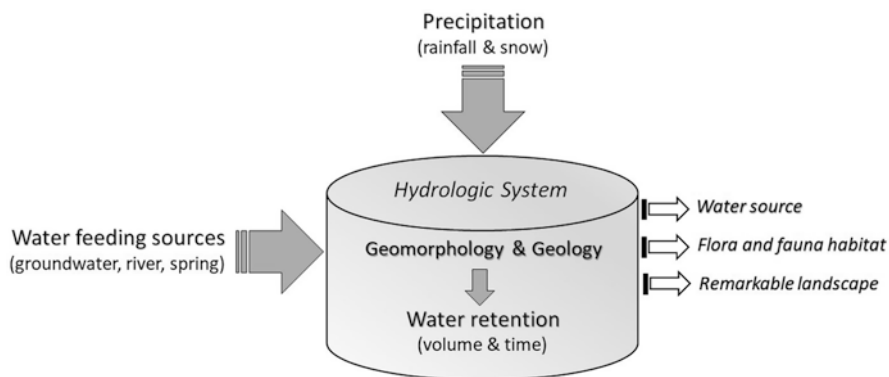 Precipitation
(rainfall & snow)
Hydrologic System
Water source
Water feeding sources
(groundwater, river, spring)
Geomorphology & Geology
Flora and fauna habitat
Remarkable landscape
Water retention
(volume & time)